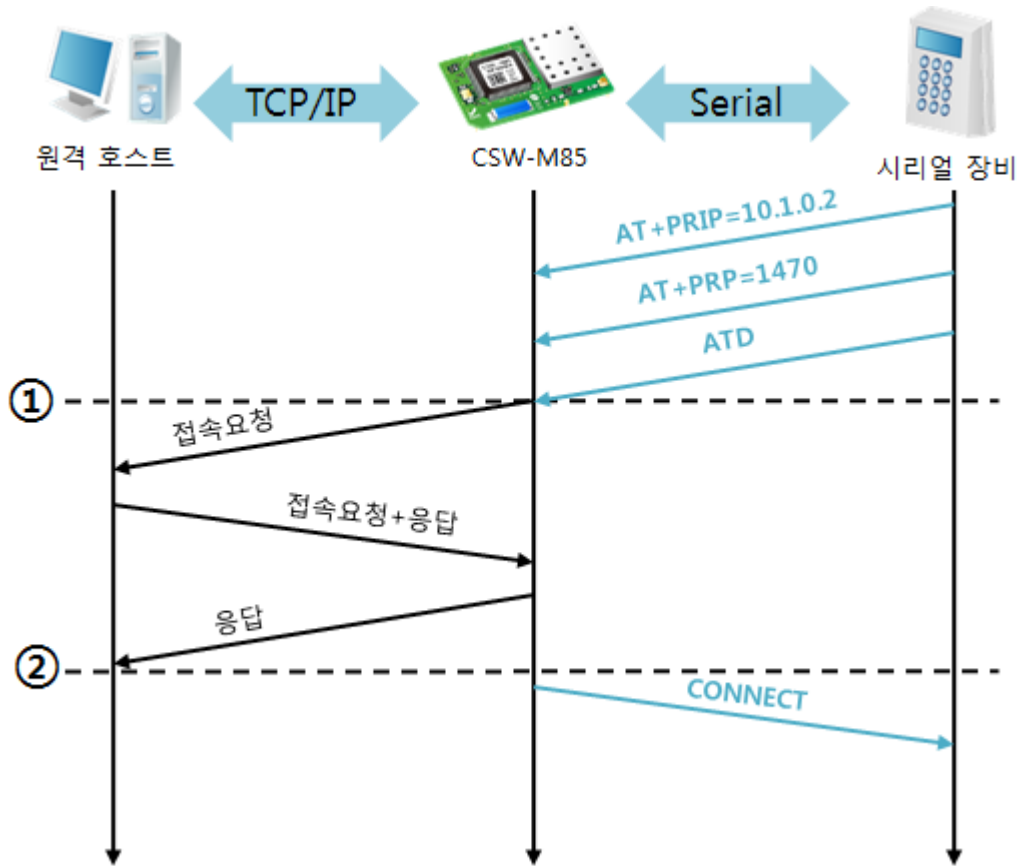 TCP/IP
Serial
원격 호스트
CSW-M85
시리얼 장비
AT+PRIP=10.1.0.2
AT+PRP=1470
ATD
①
접속요청
접속요청+응답
응답
②
CONNECT